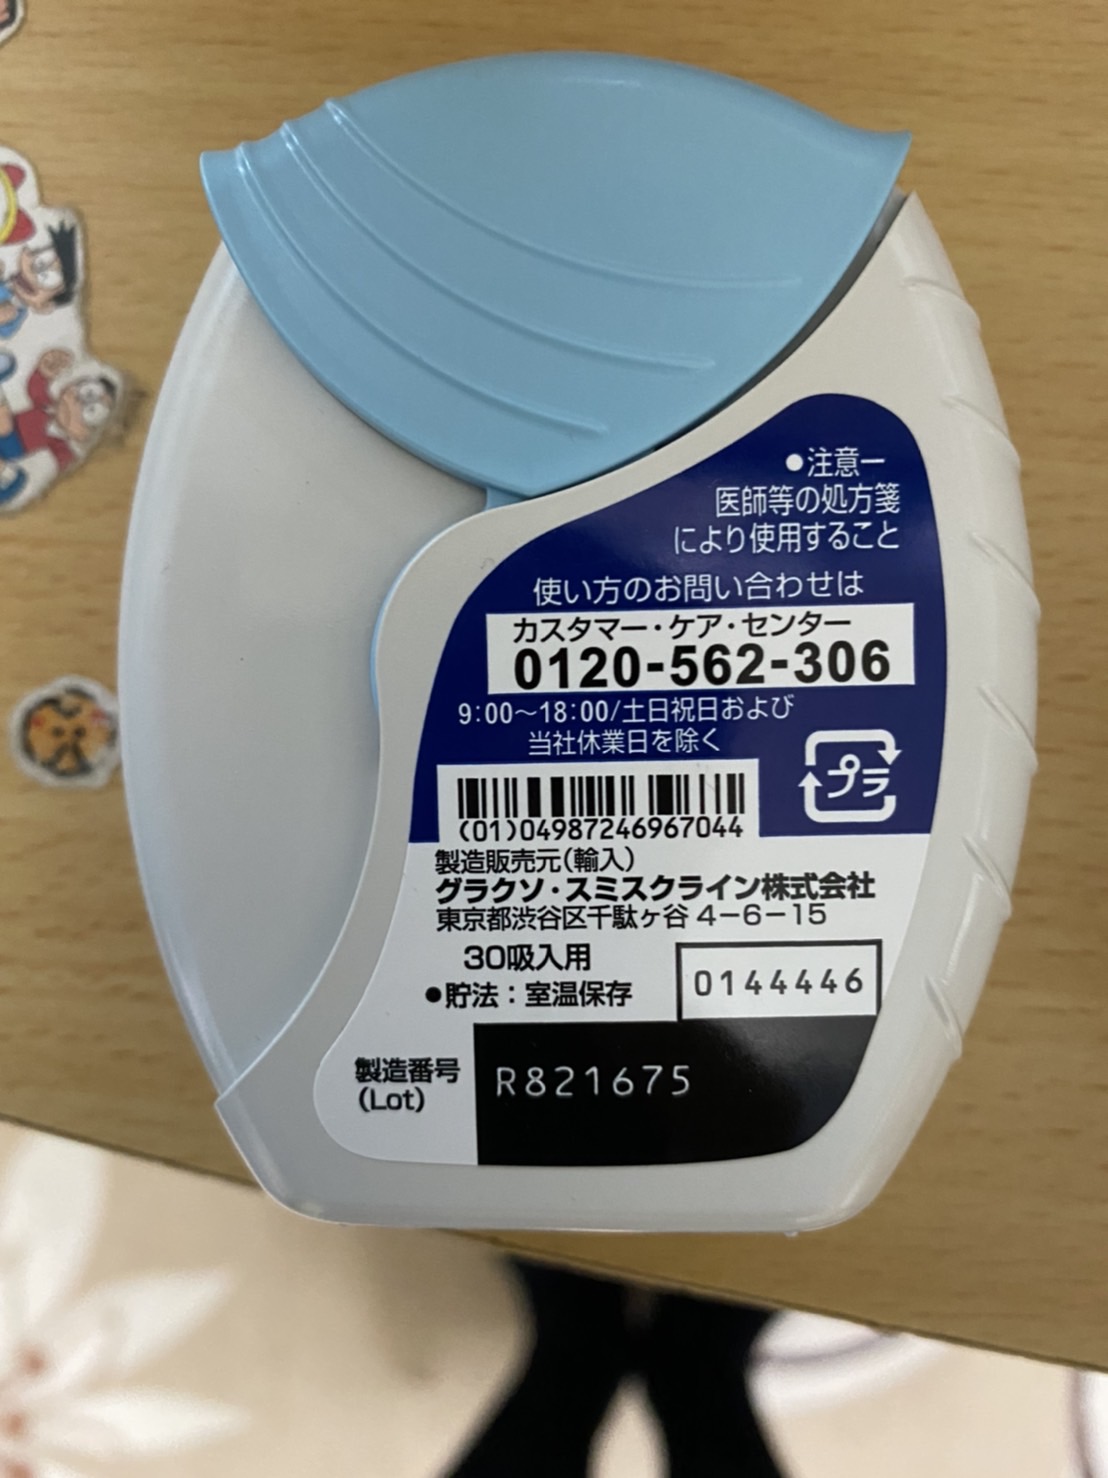 ●注意ー
医師等の処方箋
により使用すること
使い方のお問い合わせは
カスタマー・ケア・センター
0120-562-306
9:00～18:00/土日祝日および
当社休業日を除く
プラ
(01)04987246967044
製造販売元(輸入)
グラクソ・スミスクライン株式会社
東京都渋谷区千駄ヶ谷 4−6−15
30吸入用
●貯法：室温保存
0144446
製造番号
(Lot)
R821675